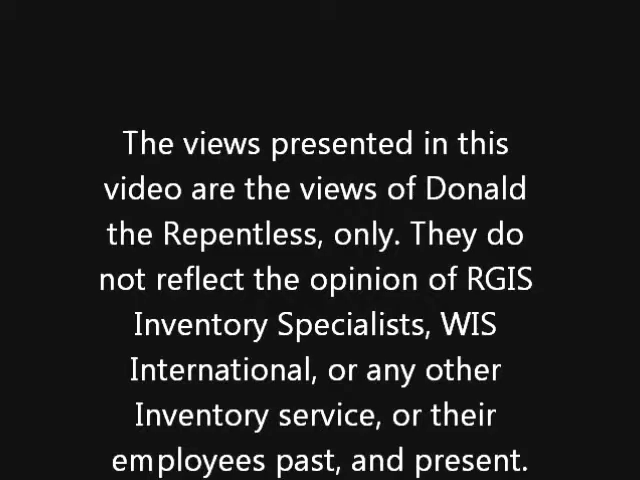 The views presented in this
video are the views of Donald
the Repentless, only. They do
not reflect the opinion of RGIS
Inventory Specialists, WIS
International, or any other
Inventory service, or their
employees past, and present.